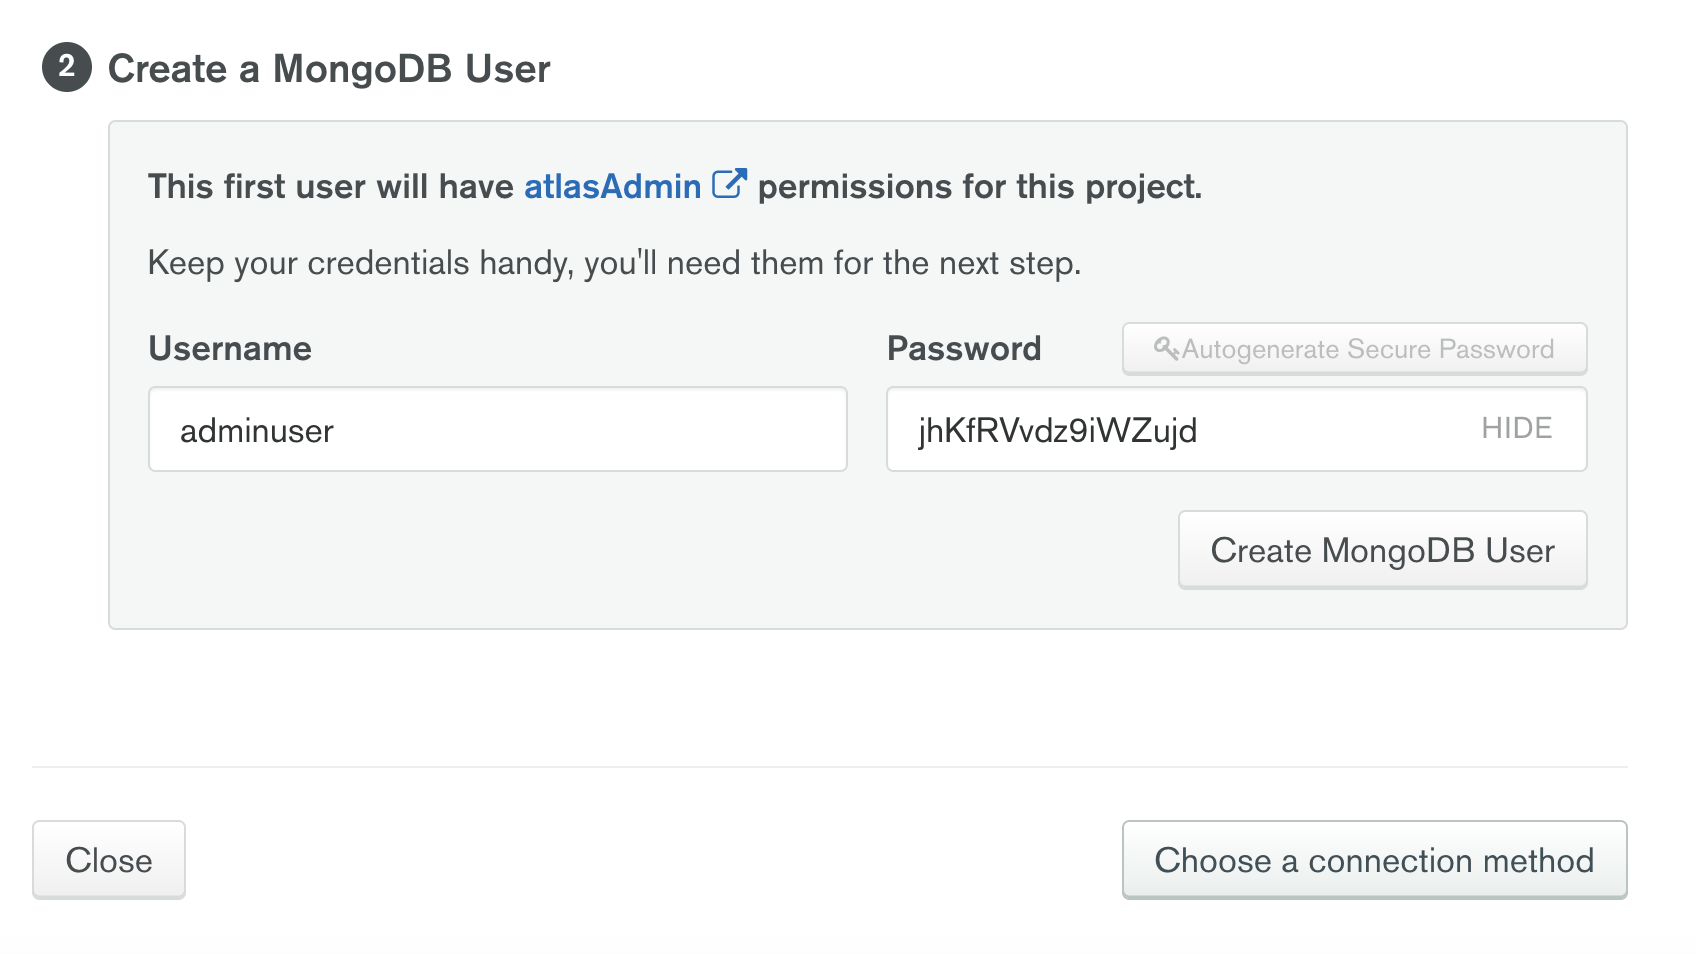 2 Create a MongoDB User
This first user will have atlasAdmin permissions for this project.
Keep your credentials handy, you'll need them for the next step.
Username
Password
Autogenerate Secure Password
adminuser
jhKfRVvdz9iWZujd
HIDE
Create MongoDB User
Close
Choose a connection method